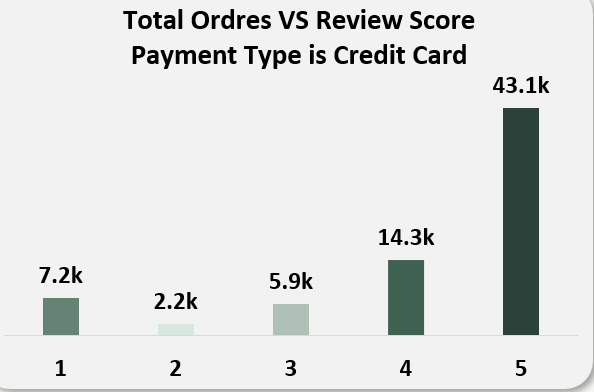 Total Ordres VS Review Score
Payment Type is Credit Card
43.1k
14.3k
7.2k
5.9k
2.2k
1 2 3 4 5